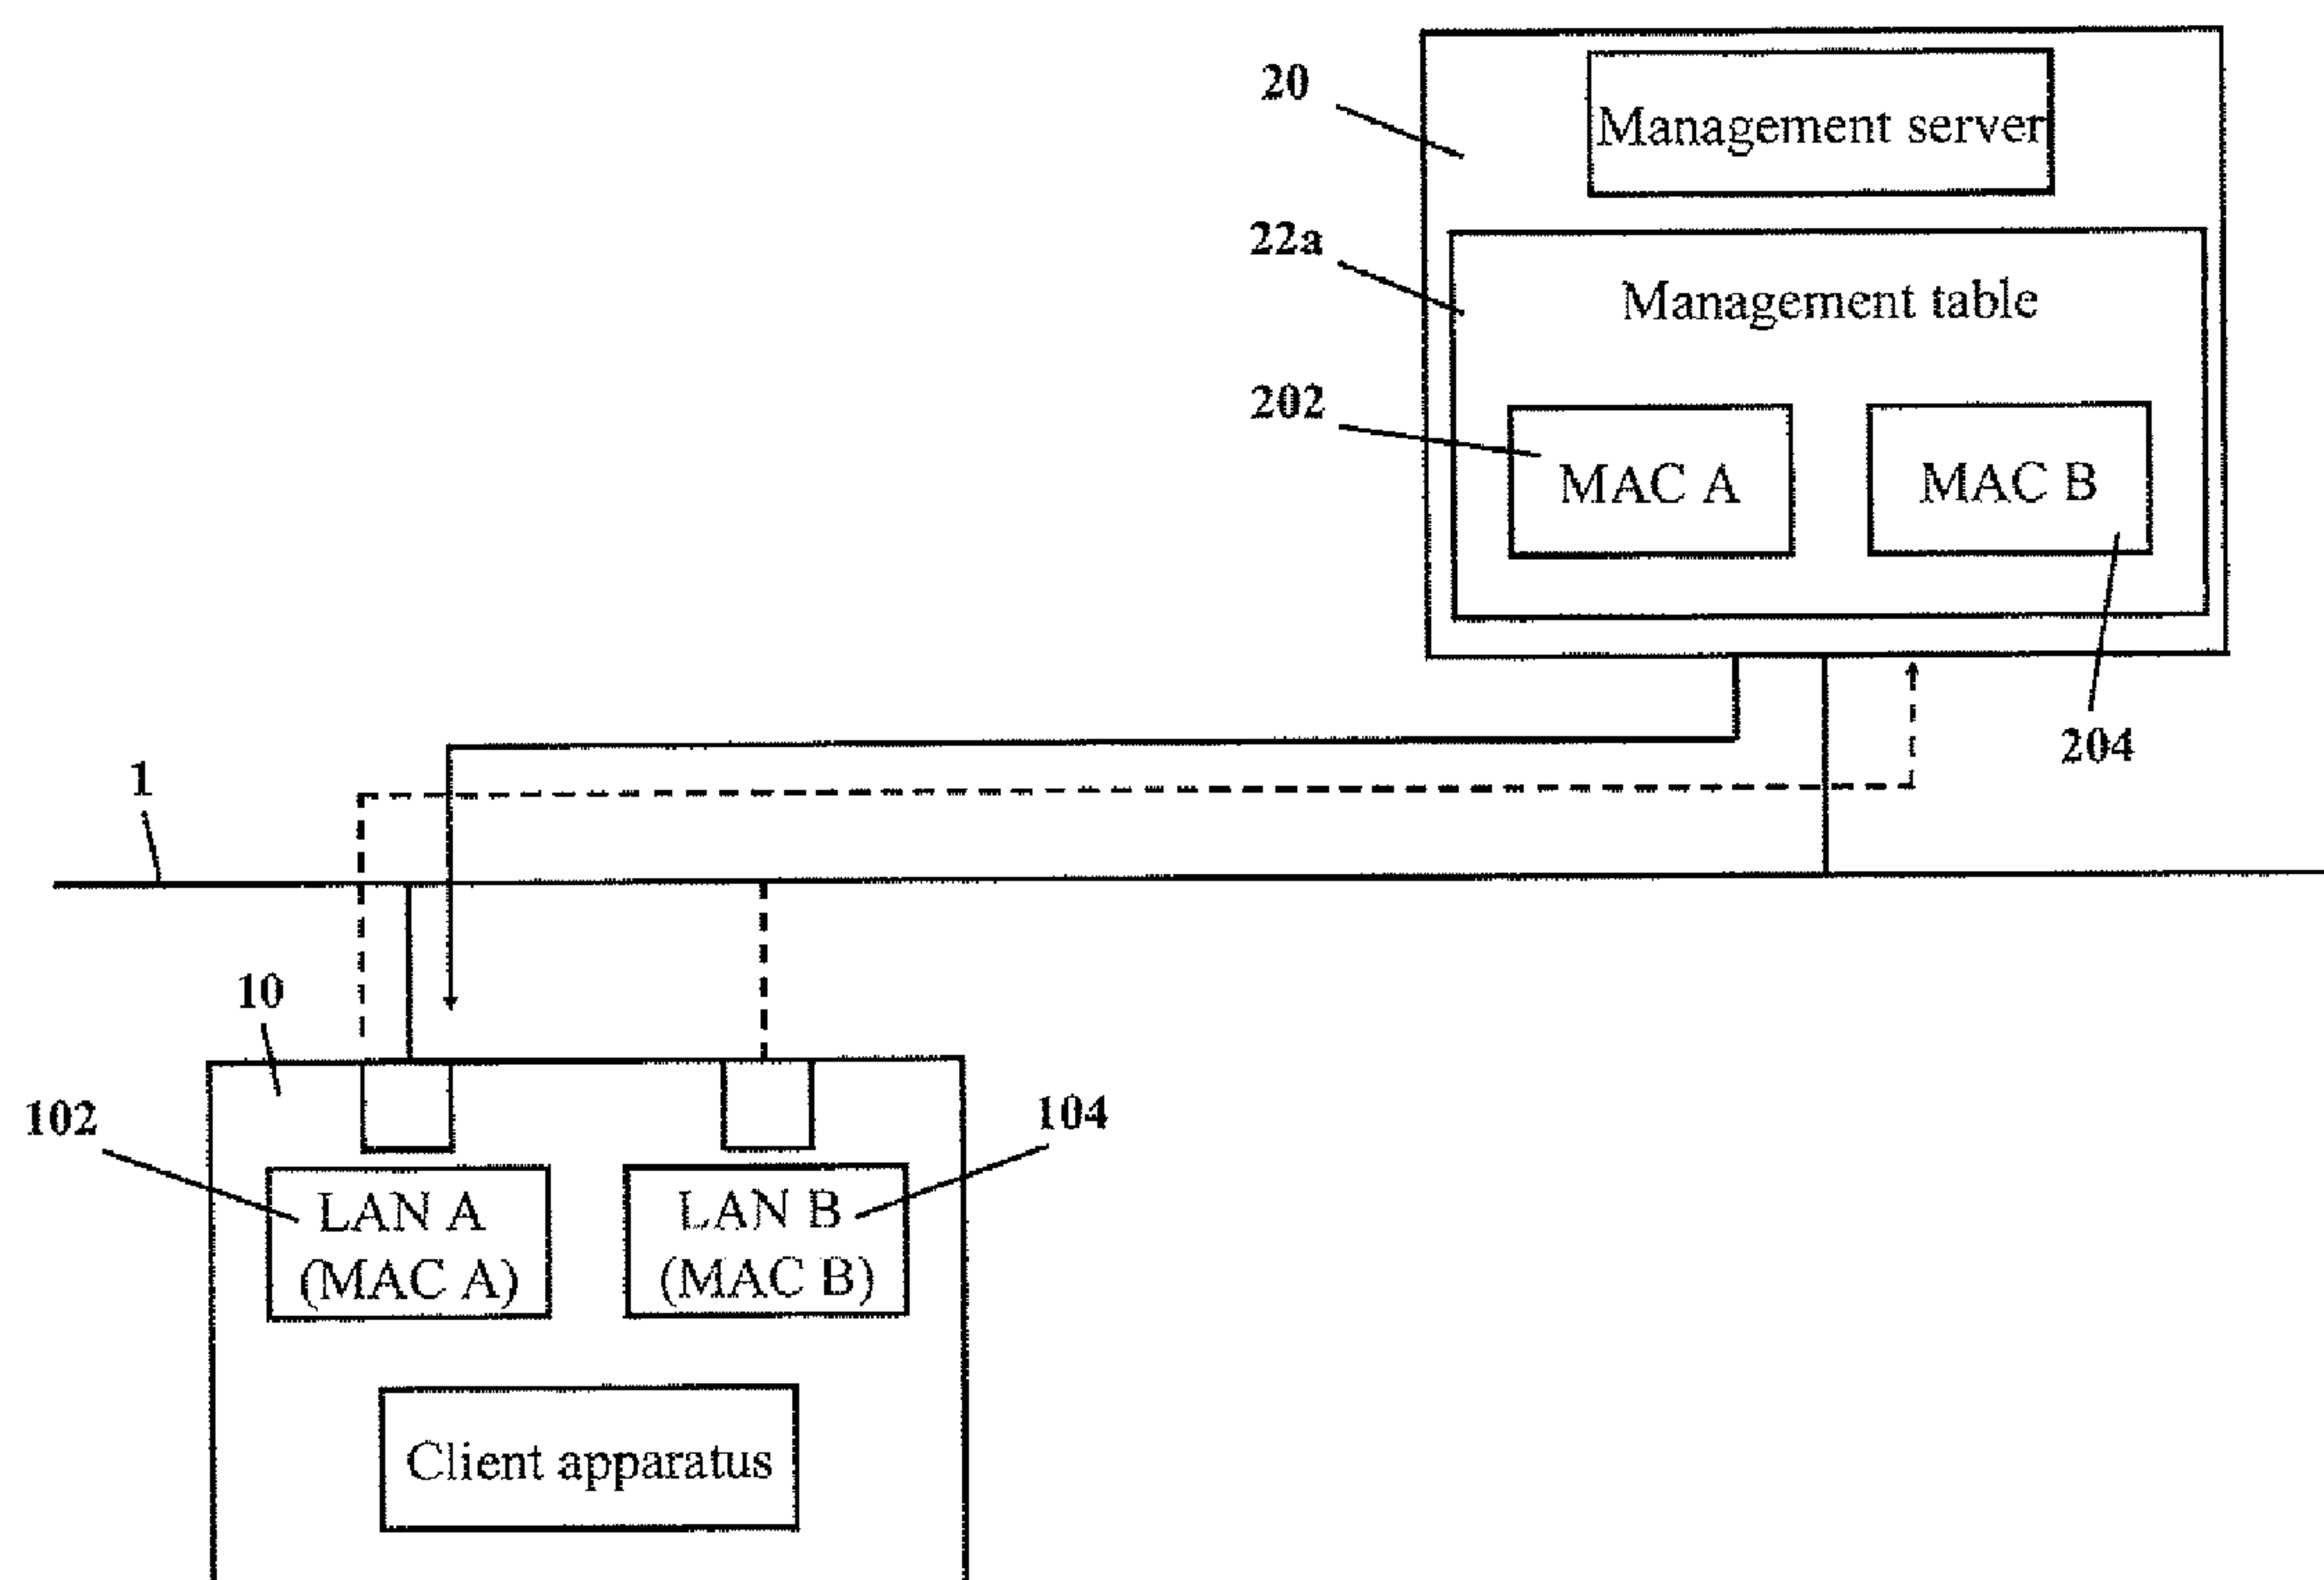 20
Management server
22a
Management table
202
MAC A
MAC B
204
1
10
102
104
LAN A
(MAC A)
LAN B
(MAC B)
Client apparatus